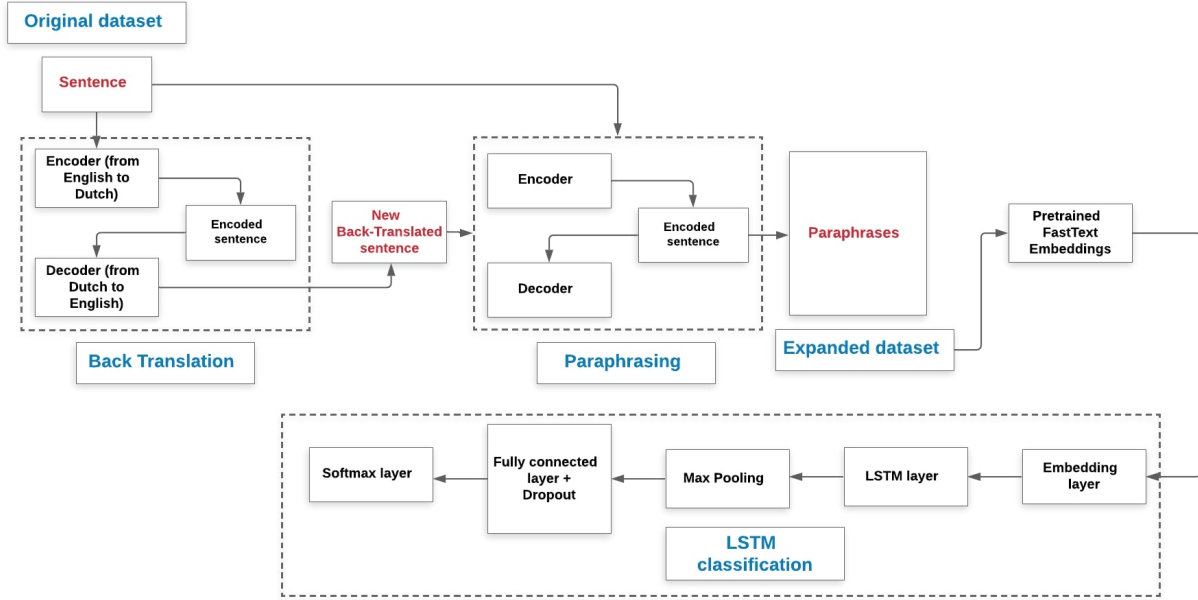 Original dataset
Sentence
Encoder (from
English to
Dutch)
Encoded
sentence
Decoder (from
Dutch to
English)
Back Translation
New
Back-Translated
sentence
Encoder
Encoded
sentence
Decoder
Paraphrasing
Paraphrases
Expanded dataset
Pretrained
FastText
Embeddings
Softmax layer
Fully connected
layer +
Dropout
Max Pooling
LSTM layer
Embedding
layer
LSTM
classification